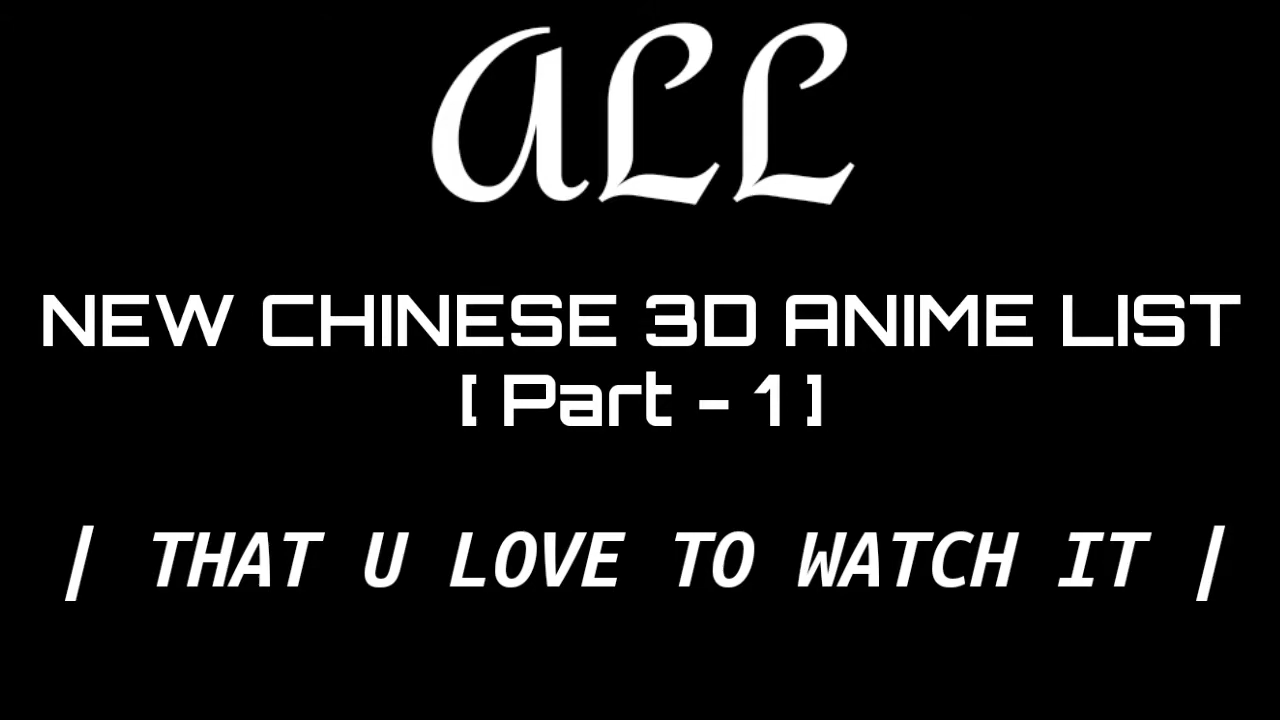 ALL
NEW CHINESE 3D ANIME LIST
[ Part - 1 ]
| THAT U LOVE TO WATCH IT |